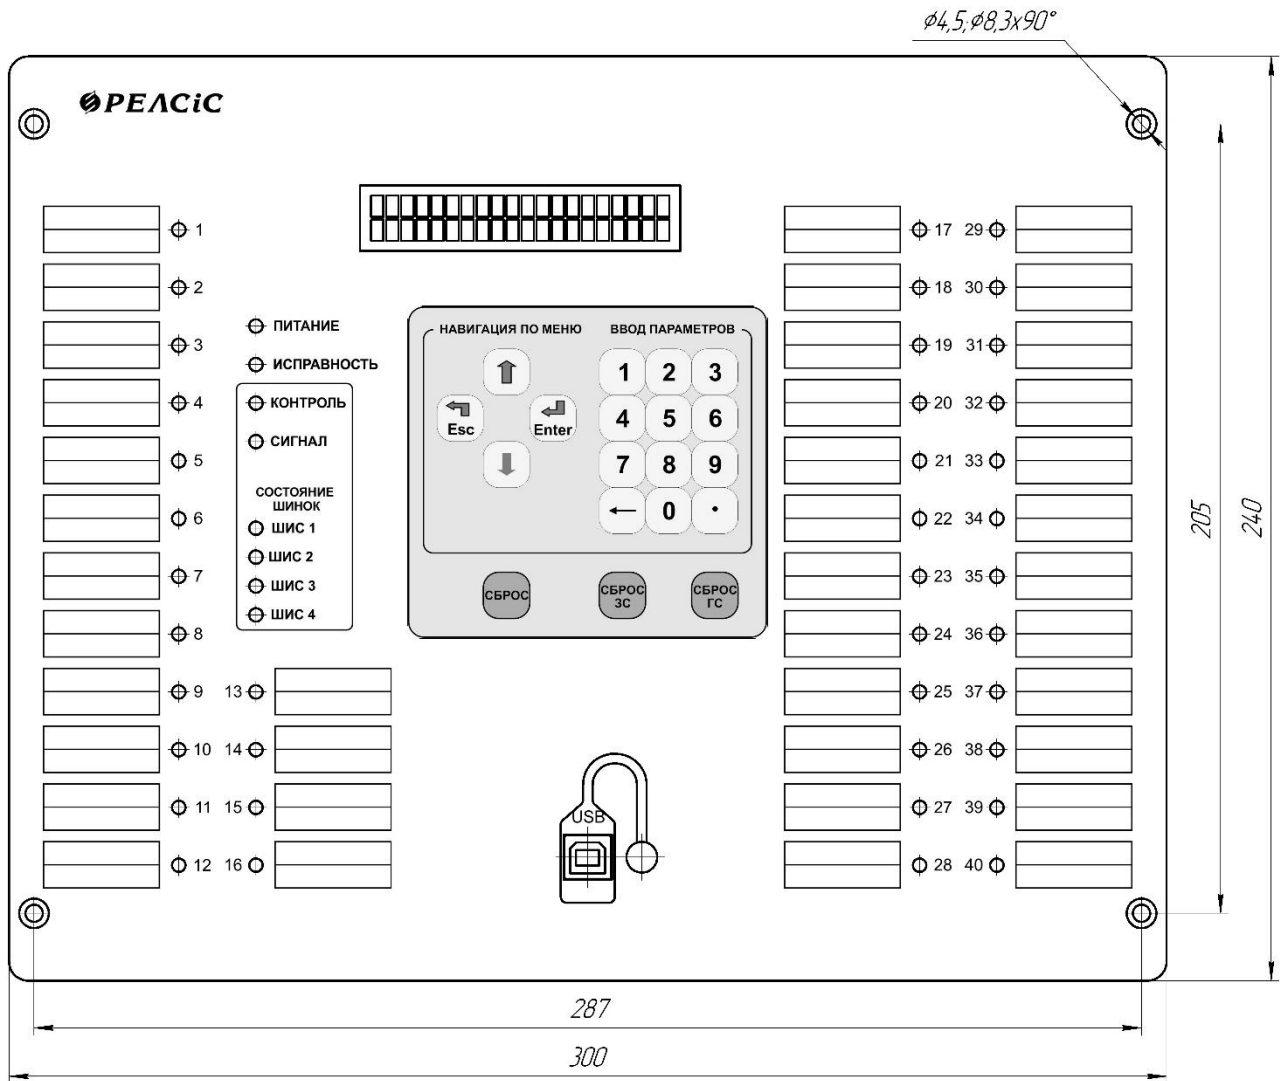 φ4,5;φ8,3x90°
РЕЛСіС
1 17 29
2 18 30
ПИТАНИЕ
НАВИГАЦИЯ ПО МЕНЮ ВВОД ПАРАМЕТРОВ
3 19 31
ИСПРАВНОСТЬ
1 2 3
4 КОНТРОЛЬ 20 32
Esc Enter 4 5 6
СИГНАЛ
5 21 33
7 8 9
СОСТОЯНИЕ
ШИНОК
← 0 ·
6 22 34
ШИС 1
205
240
ШИС 2
7 23 35
ШИС 3
СБРОС СБРОС ЗС СБРОС ГС
ШИС 4
8 24 36
9 13 25 37
10 14 26 38
11 15 27 39
USB
12 16 28 40
287
300